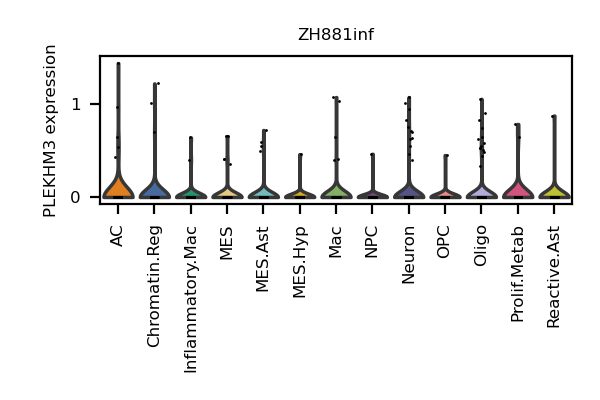 ZH881inf
PLEKHM3 expression
1
0
AC
Chromatin.Reg
Inflammatory.Mac
MES
MES.Ast
MES.Hyp
Mac
NPC
Neuron
OPC
Oligo
Prolif.Metab
Reactive.Ast